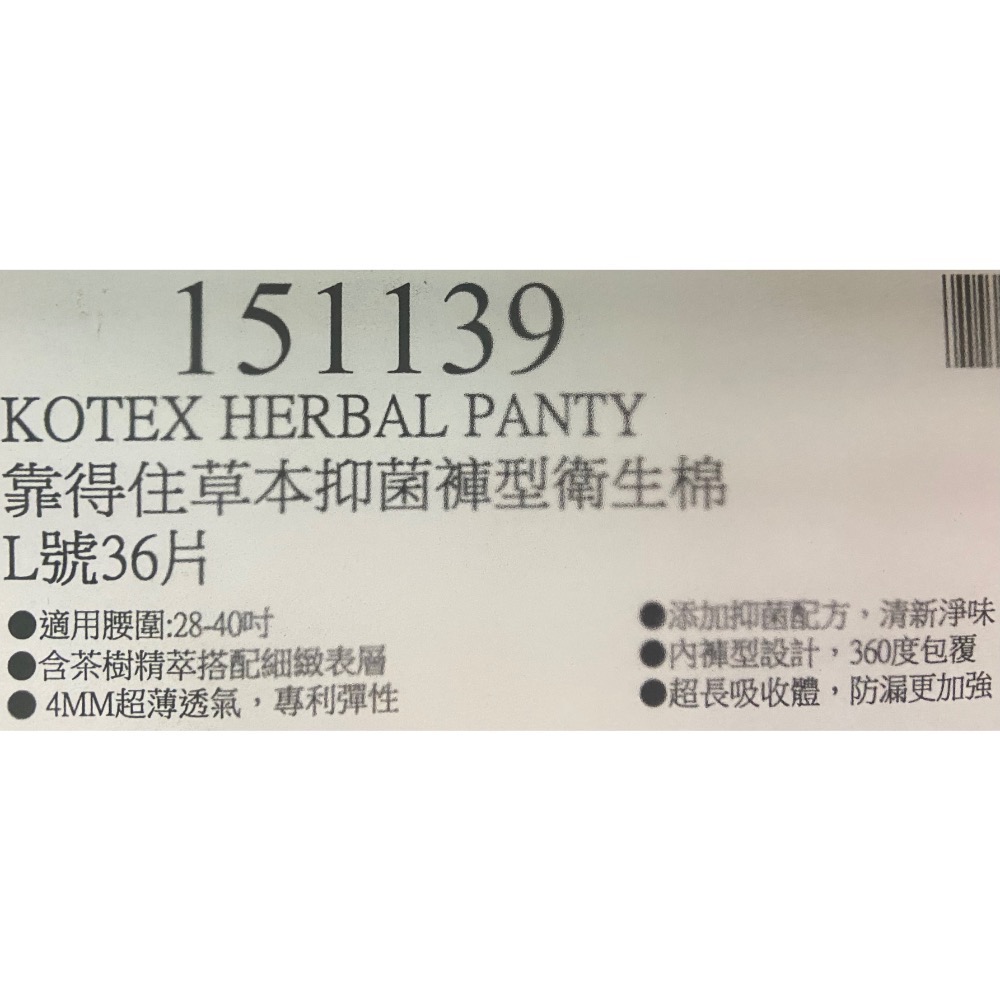 151139
KOTEX HERBAL PANTY
靠得住草本抑菌褲型衛生棉
L號36片
●適用腰圍:28-40吋
●含茶樹精萃搭配細緻表層
●4MM超薄透氣，專利彈性
●添加抑菌配方，清新淨味
●內褲型設計，360度包覆
●超長吸收體，防漏更加強